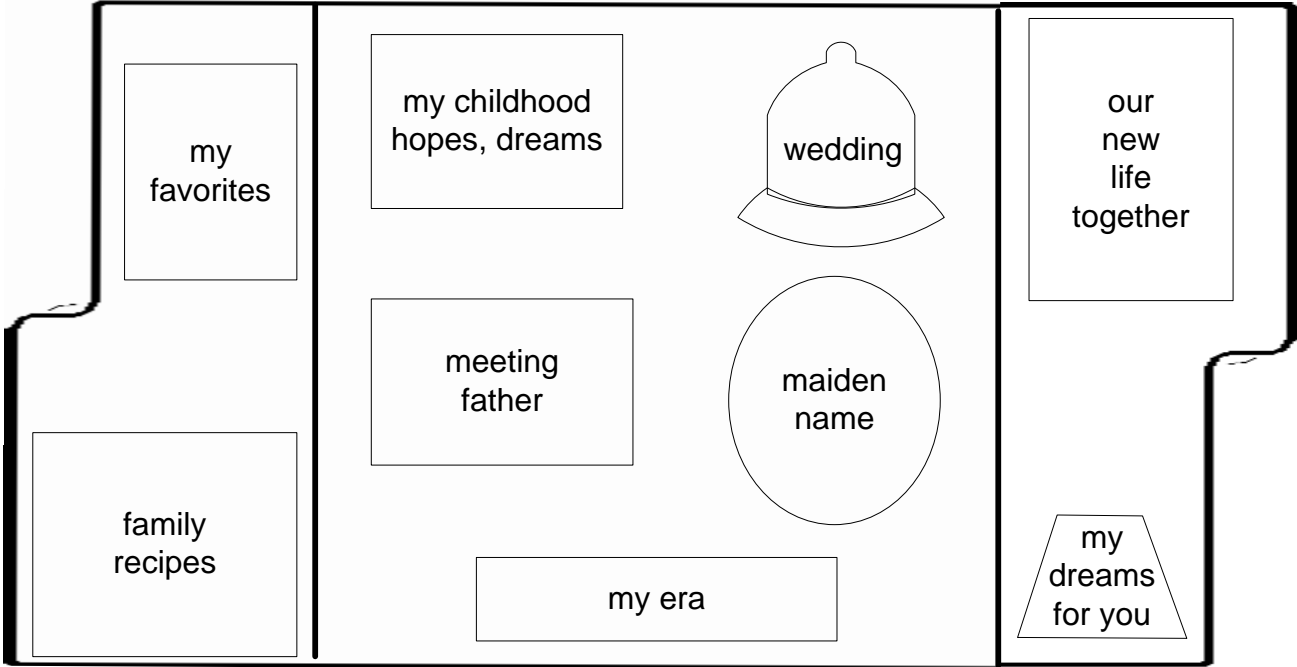 my
favorites
family
recipes
my childhood
hopes, dreams
wedding
meeting
father
maiden
name
my era
our
new
life
together
my
dreams
for you